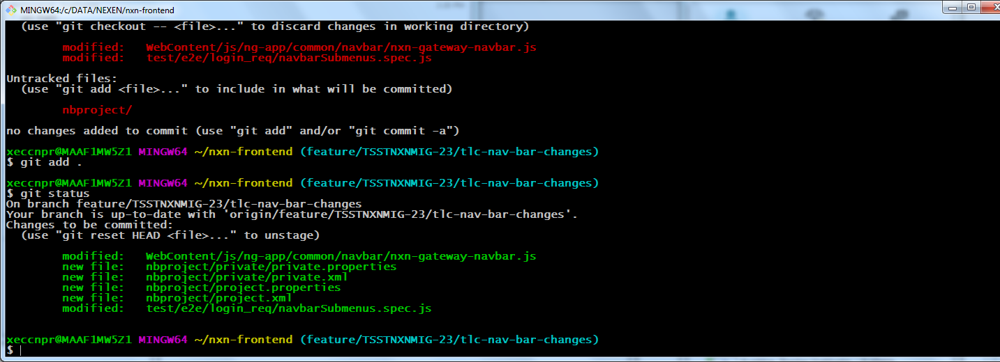 MINGW64:/c/DATA/NEXEN/nxn-frontend
(use "git checkout -- <file>..." to discard changes in working directory)
modified:   WebContent/js/ng-app/common/navbar/nxn-gateway-navbar.js
modified:   test/e2e/login_req/navbarSubmenus.spec.js
Untracked files:
(use "git add <file>..." to include in what will be committed)
nbproject/
no changes added to commit (use "git add" and/or "git commit -a")
xeccnpr@MAAF1MW5Z1 MINGW64 ~/nxn-frontend (feature/TSSTNXNMIG-23/tlc-nav-bar-changes)
$ git add .
xeccnpr@MAAF1MW5Z1 MINGW64 ~/nxn-frontend (feature/TSSTNXNMIG-23/tlc-nav-bar-changes)
$ git status
On branch feature/TSSTNXNMIG-23/tlc-nav-bar-changes
Your branch is up-to-date with 'origin/feature/TSSTNXNMIG-23/tlc-nav-bar-changes'.
Changes to be committed:
(use "git reset HEAD <file>..." to unstage)
modified:   WebContent/js/ng-app/common/navbar/nxn-gateway-navbar.js
new file:   nbproject/private/private.properties
new file:   nbproject/private/private.xml
new file:   nbproject/project.properties
new file:   nbproject/project.xml
modified:   test/e2e/login_req/navbarSubmenus.spec.js
xeccnpr@MAAF1MW5Z1 MINGW64 ~/nxn-frontend (feature/TSSTNXNMIG-23/tlc-nav-bar-changes)
$